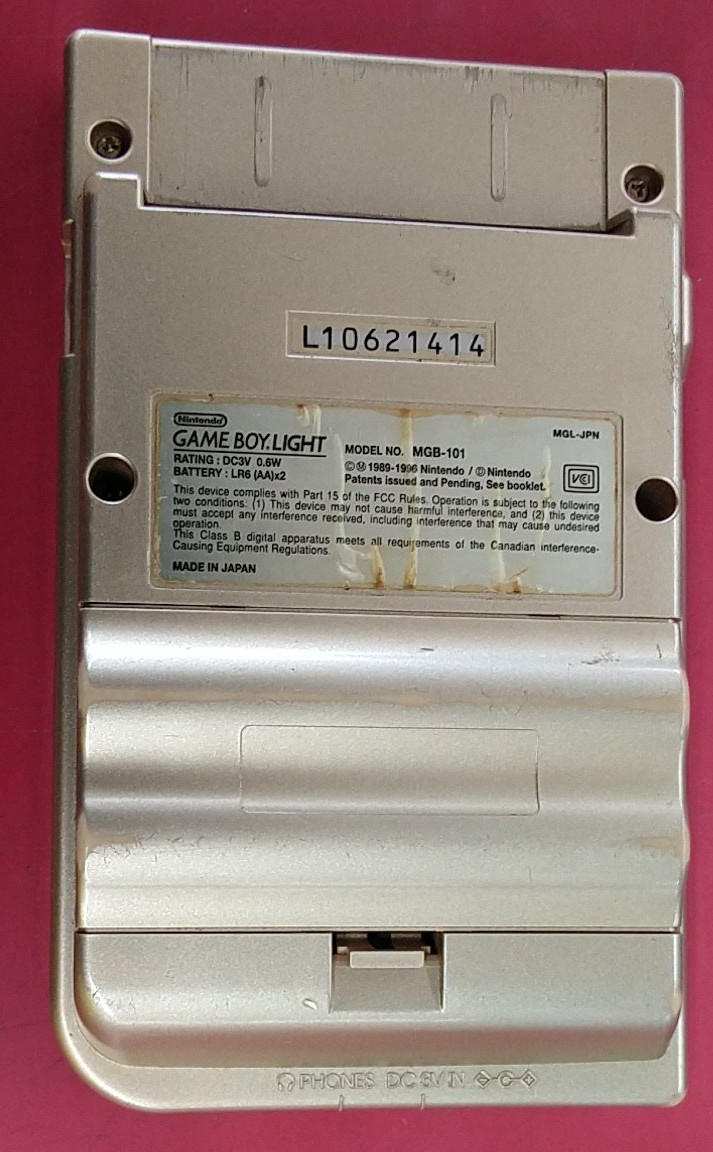 L10621414
Nintendo
GAME BOY. LIGHT
MGL-JPN
RATING : DC3V 0.6W
BATTERY : LR6 (AA)x2
MODEL NO. MGB-101
ⒸⓂ 1989-1996 Nintendo / Ⓟ Nintendo
Patents issued and Pending, See booklet.
VCI
This device complies with Part 15 of the FCC Rules. Operation is subject to the following
two conditions: (1) This device may not cause harmful interference, and (2) this device
must accept any interference received, including interference that may cause undesired
operation.
This Class B digital apparatus meets all requirements of the Canadian Interference-
Causing Equipment Regulations.
MADE IN JAPAN
PHONES DC 3V IN